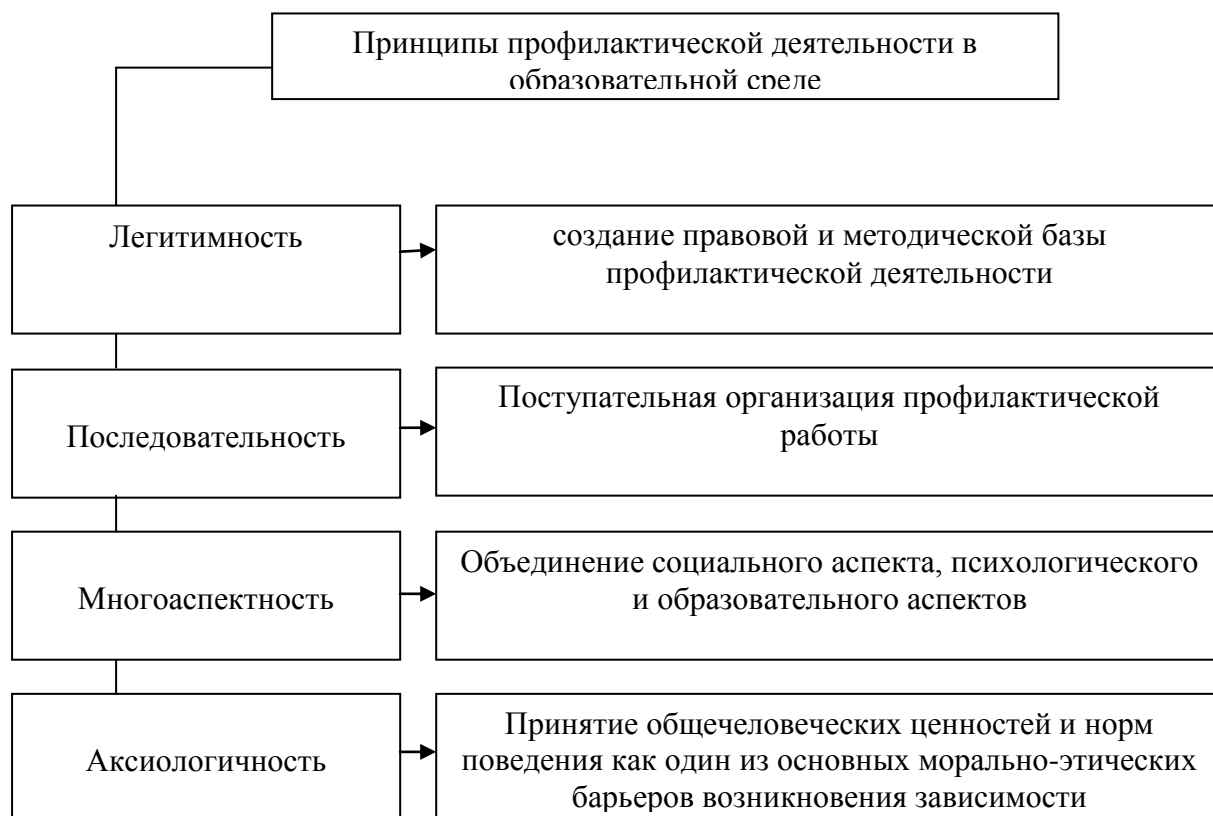 Принципы профилактической деятельности в
образовательной среде
Легитимность
создание правовой и методической базы
профилактической деятельности
Последовательность
Поступательная организация профилактической
работы
Многоаспектность
Объединение социального аспекта, психологического
и образовательного аспектов
Аксиологичность
Принятие общечеловеческих ценностей и норм
поведения как один из основных морально-этических
барьеров возникновения зависимости